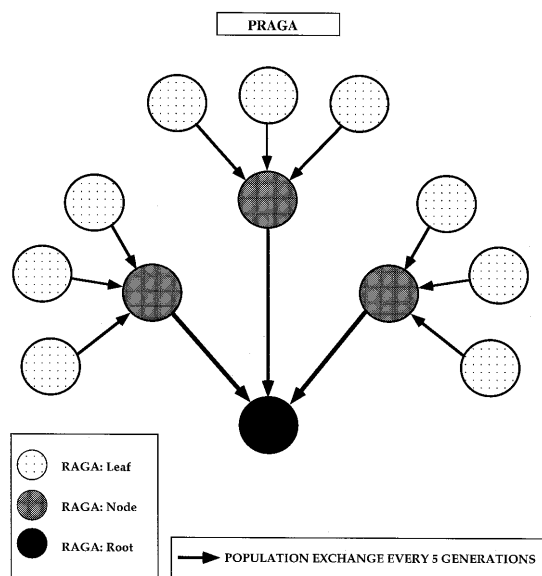 PRAGA
RAGA: Leaf
RAGA: Node
RAGA: Root
POPULATION EXCHANGE EVERY 5 GENERATIONS